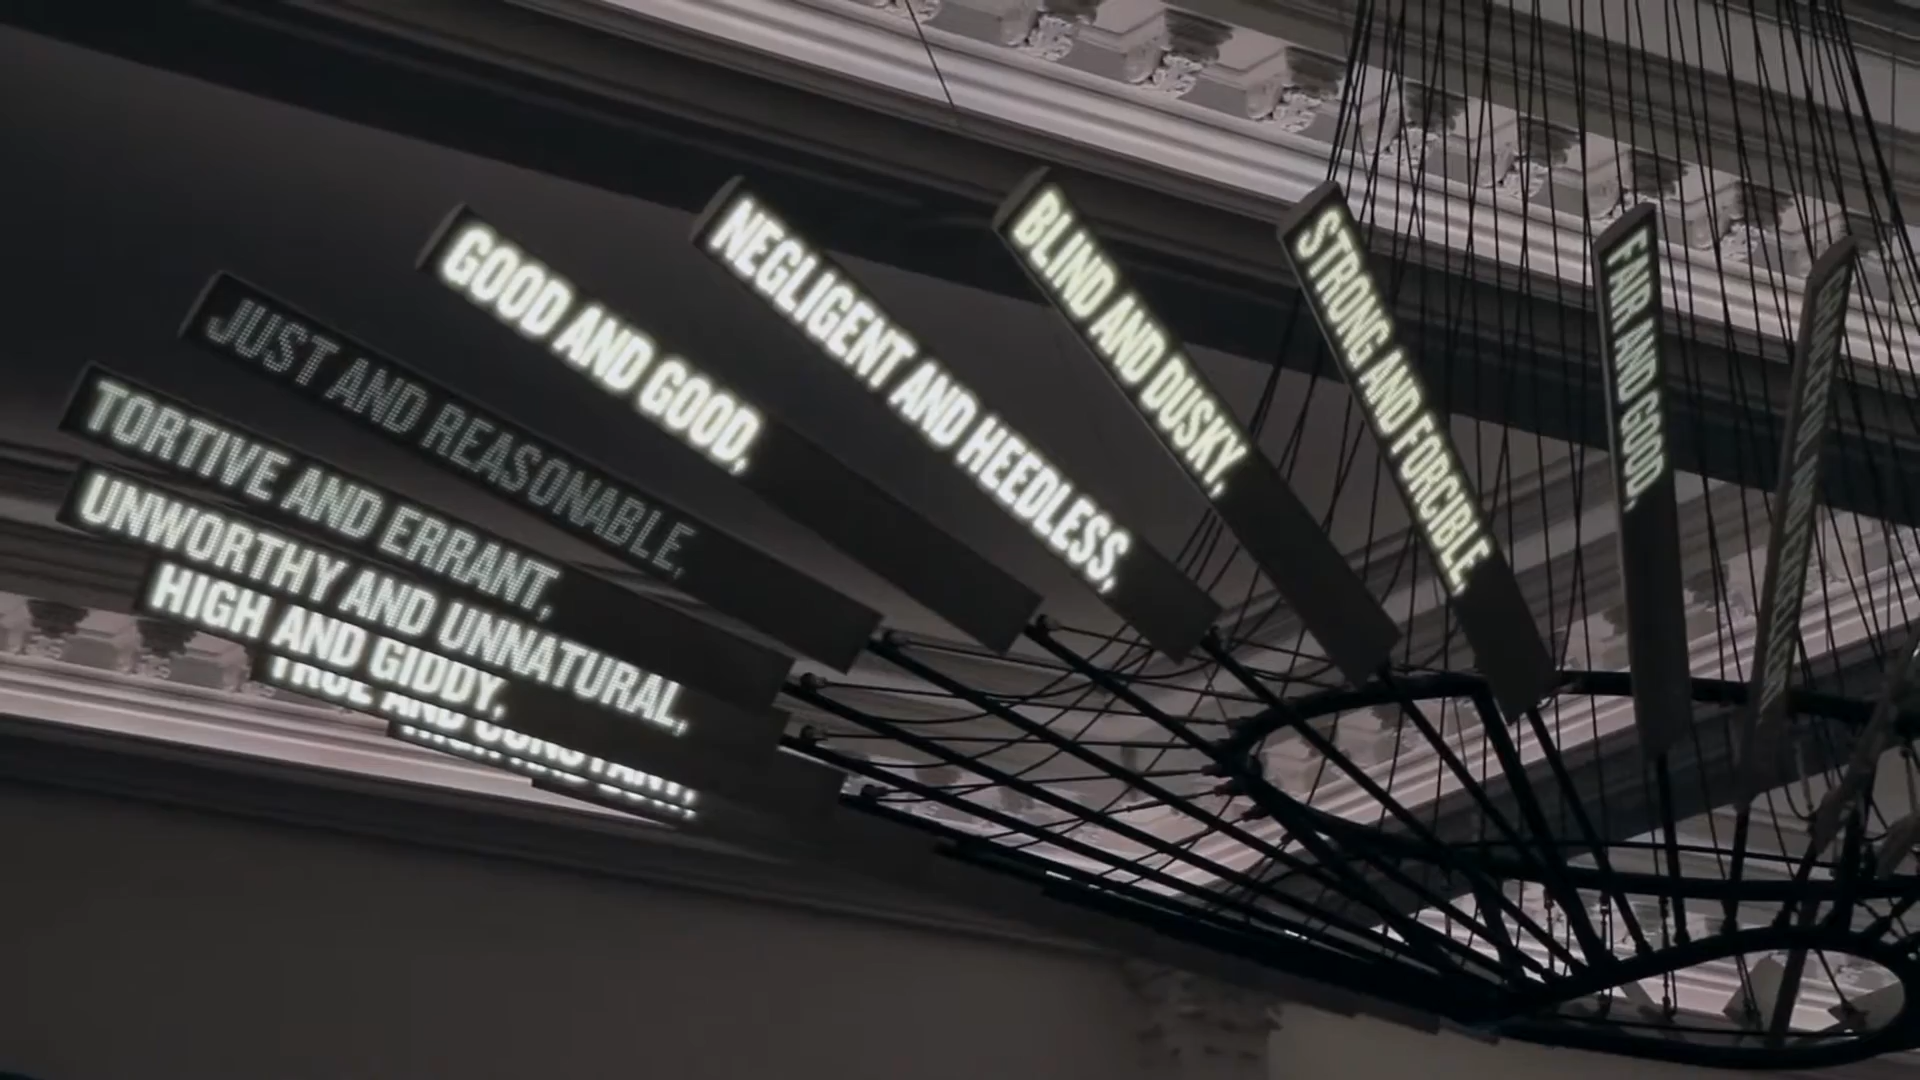 HIGH AND GIDDY,
UNWORTHY AND UNNATURAL,
TORTIVE AND ERRANT,
JUST AND REASONABLE,
GOOD AND GOOD,
NEGLIGENT AND HEEDLESS,
BLIND AND DUSKY,
STRONG AND FORCIBLE,
FAIR AND GOOD,